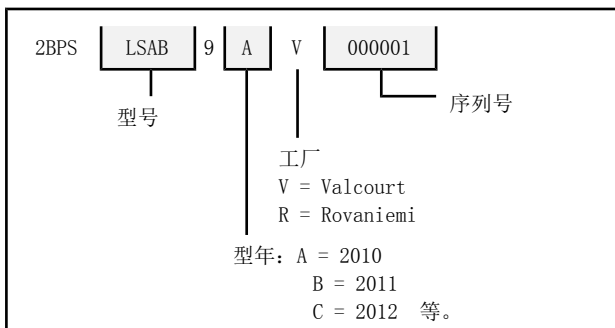 2BPS LSAB 9 A V 000001
型号
序列号
工厂
V = Valcourt
R = Rovaniemi
型年: A = 2010
B = 2011
C = 2012 等。